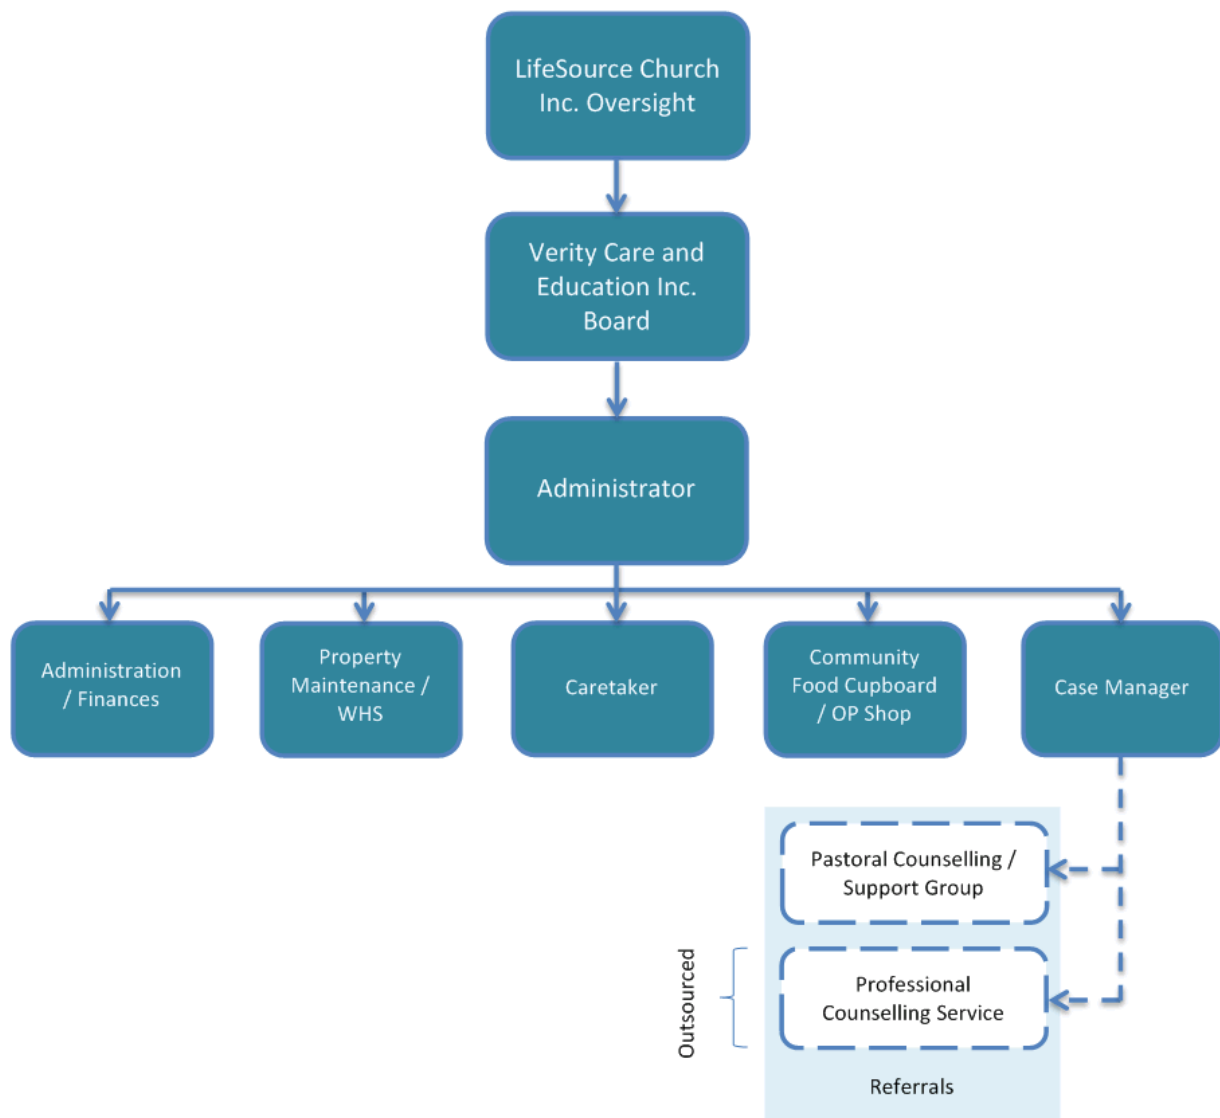 LifeSource Church
Inc. Oversight
Verity Care and
Education Inc.
Board
Administrator
Administration
/ Finances
Property
Maintenance /
WHS
Caretaker
Community
Food Cupboard
/ OP Shop
Case Manager
Pastoral Counselling /
Support Group
Outsourced
Professional
Counselling Service
Referrals